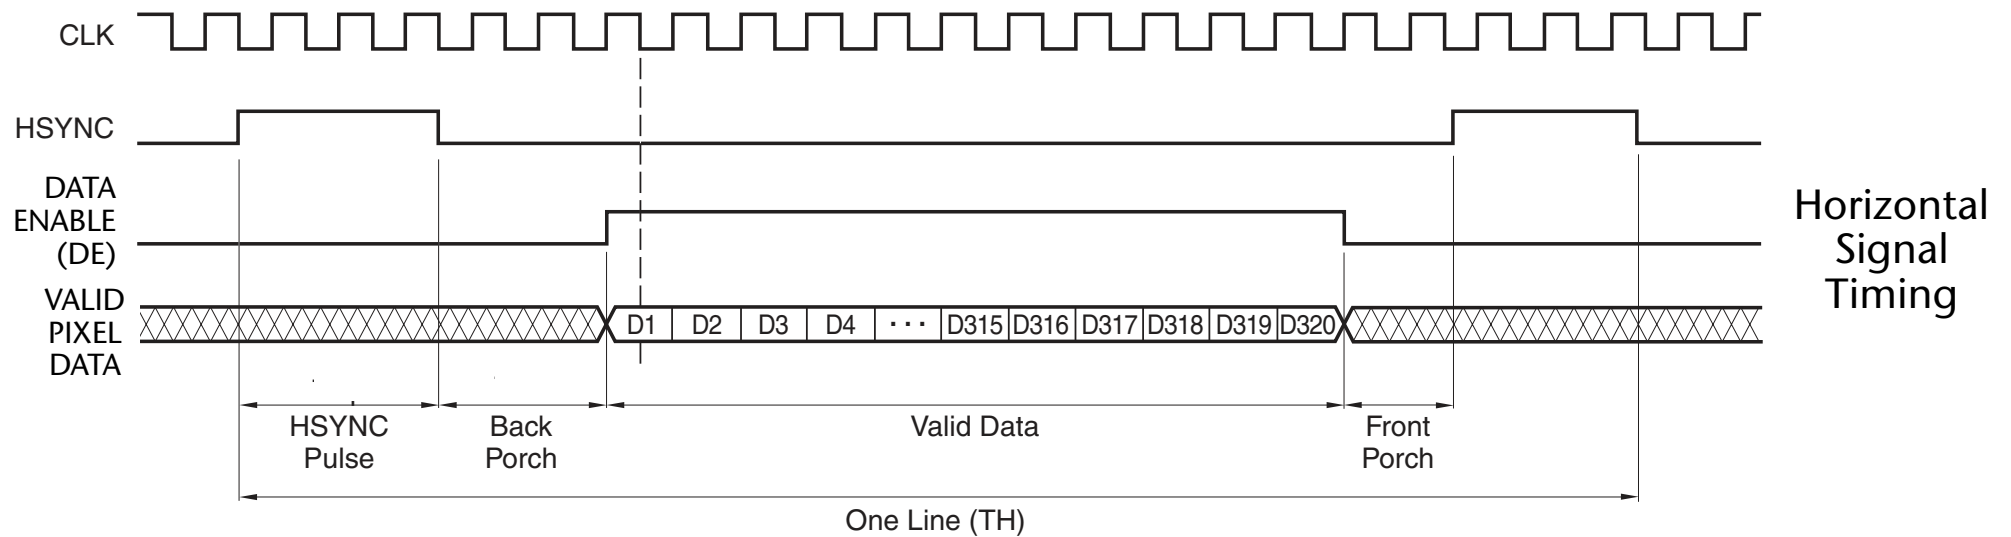 CLK
HSYNC
DATA
ENABLE
(DE)
VALID
PIXEL
DATA
D1 D2 D3 D4 ··· D315 D316 D317 D318 D319 D320
HSYNC
Pulse
Back
Porch
Valid Data
Front
Porch
One Line (TH)
Horizontal
Signal
Timing